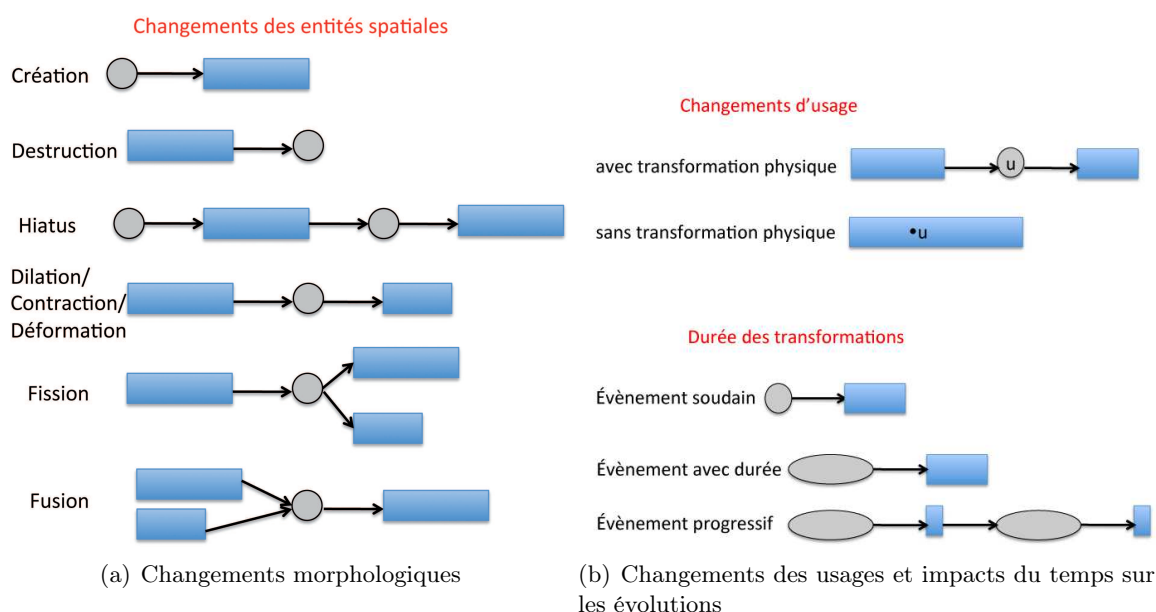 Changements des entités spatiales
Création
Destruction
Hiatus
Dilation/
Contraction/
Déformation
Fission
Fusion
(a) Changements morphologiques
Changements d'usage
avec transformation physique
u
sans transformation physique
•u
Durée des transformations
Évènement soudain
Évènement avec durée
Évènement progressif
(b) Changements des usages et impacts du temps sur
les évolutions